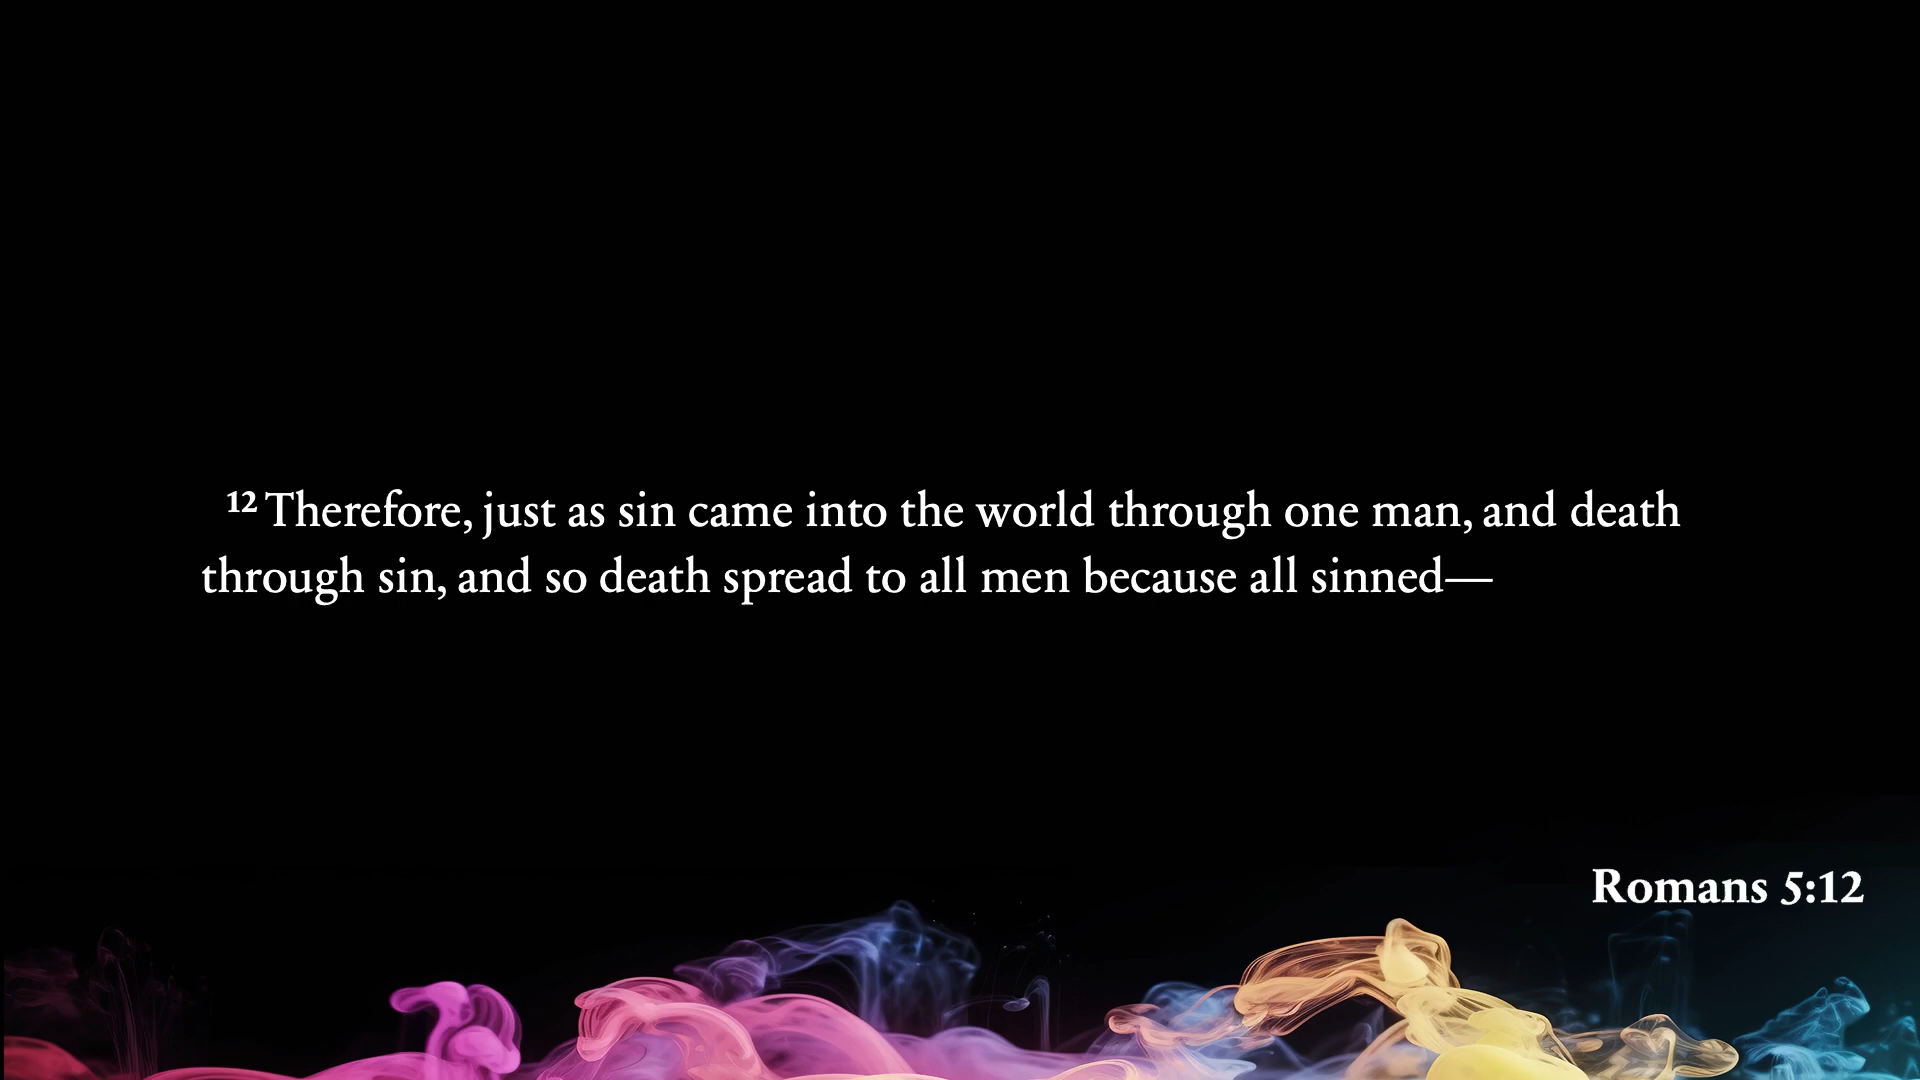 ¹² Therefore, just as sin came into the world through one man, and death
through sin, and so death spread to all men because all sinned—
Romans 5:12